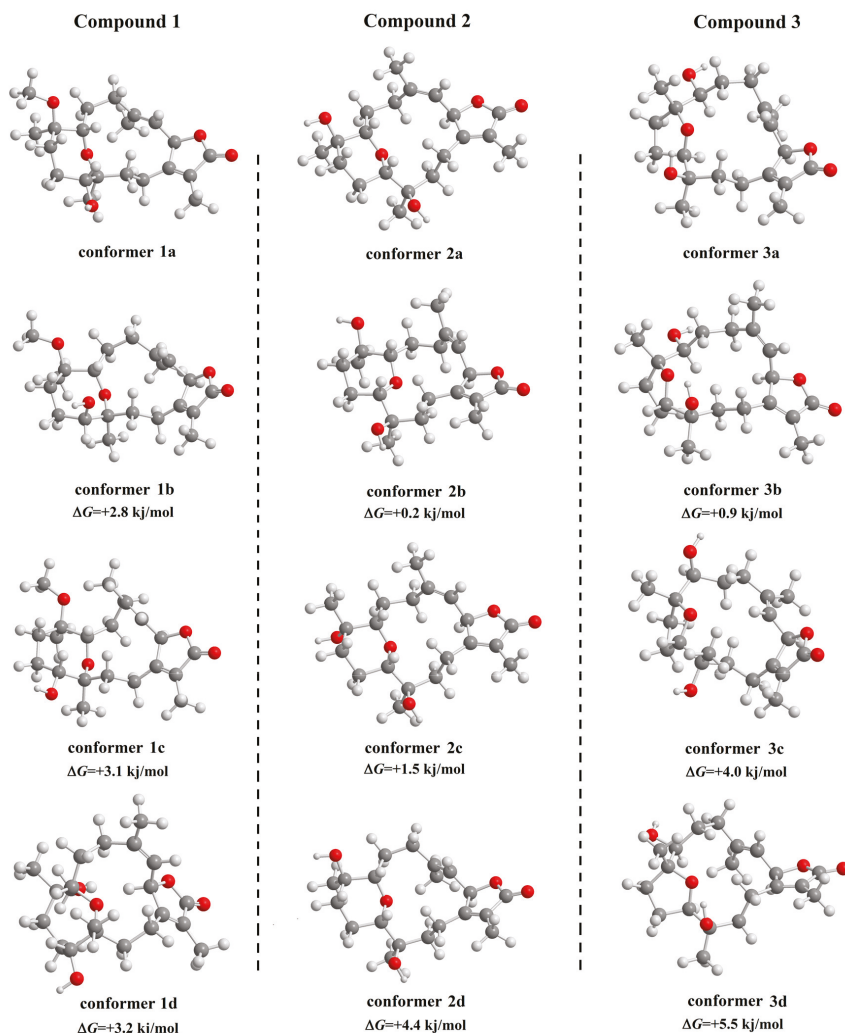 Compound 1
Compound 2
Compound 3
conformer 1a
conformer 2a
conformer 3a
conformer 1b
ΔG=+2.8 kj/mol
conformer 2b
ΔG=+0.2 kj/mol
conformer 3b
ΔG=+0.9 kj/mol
conformer 1c
ΔG=+3.1 kj/mol
conformer 2c
ΔG=+1.5 kj/mol
conformer 3c
ΔG=+4.0 kj/mol
conformer 1d
ΔG=+3.2 kj/mol
conformer 2d
ΔG=+4.4 kj/mol
conformer 3d
ΔG=+5.5 kj/mol